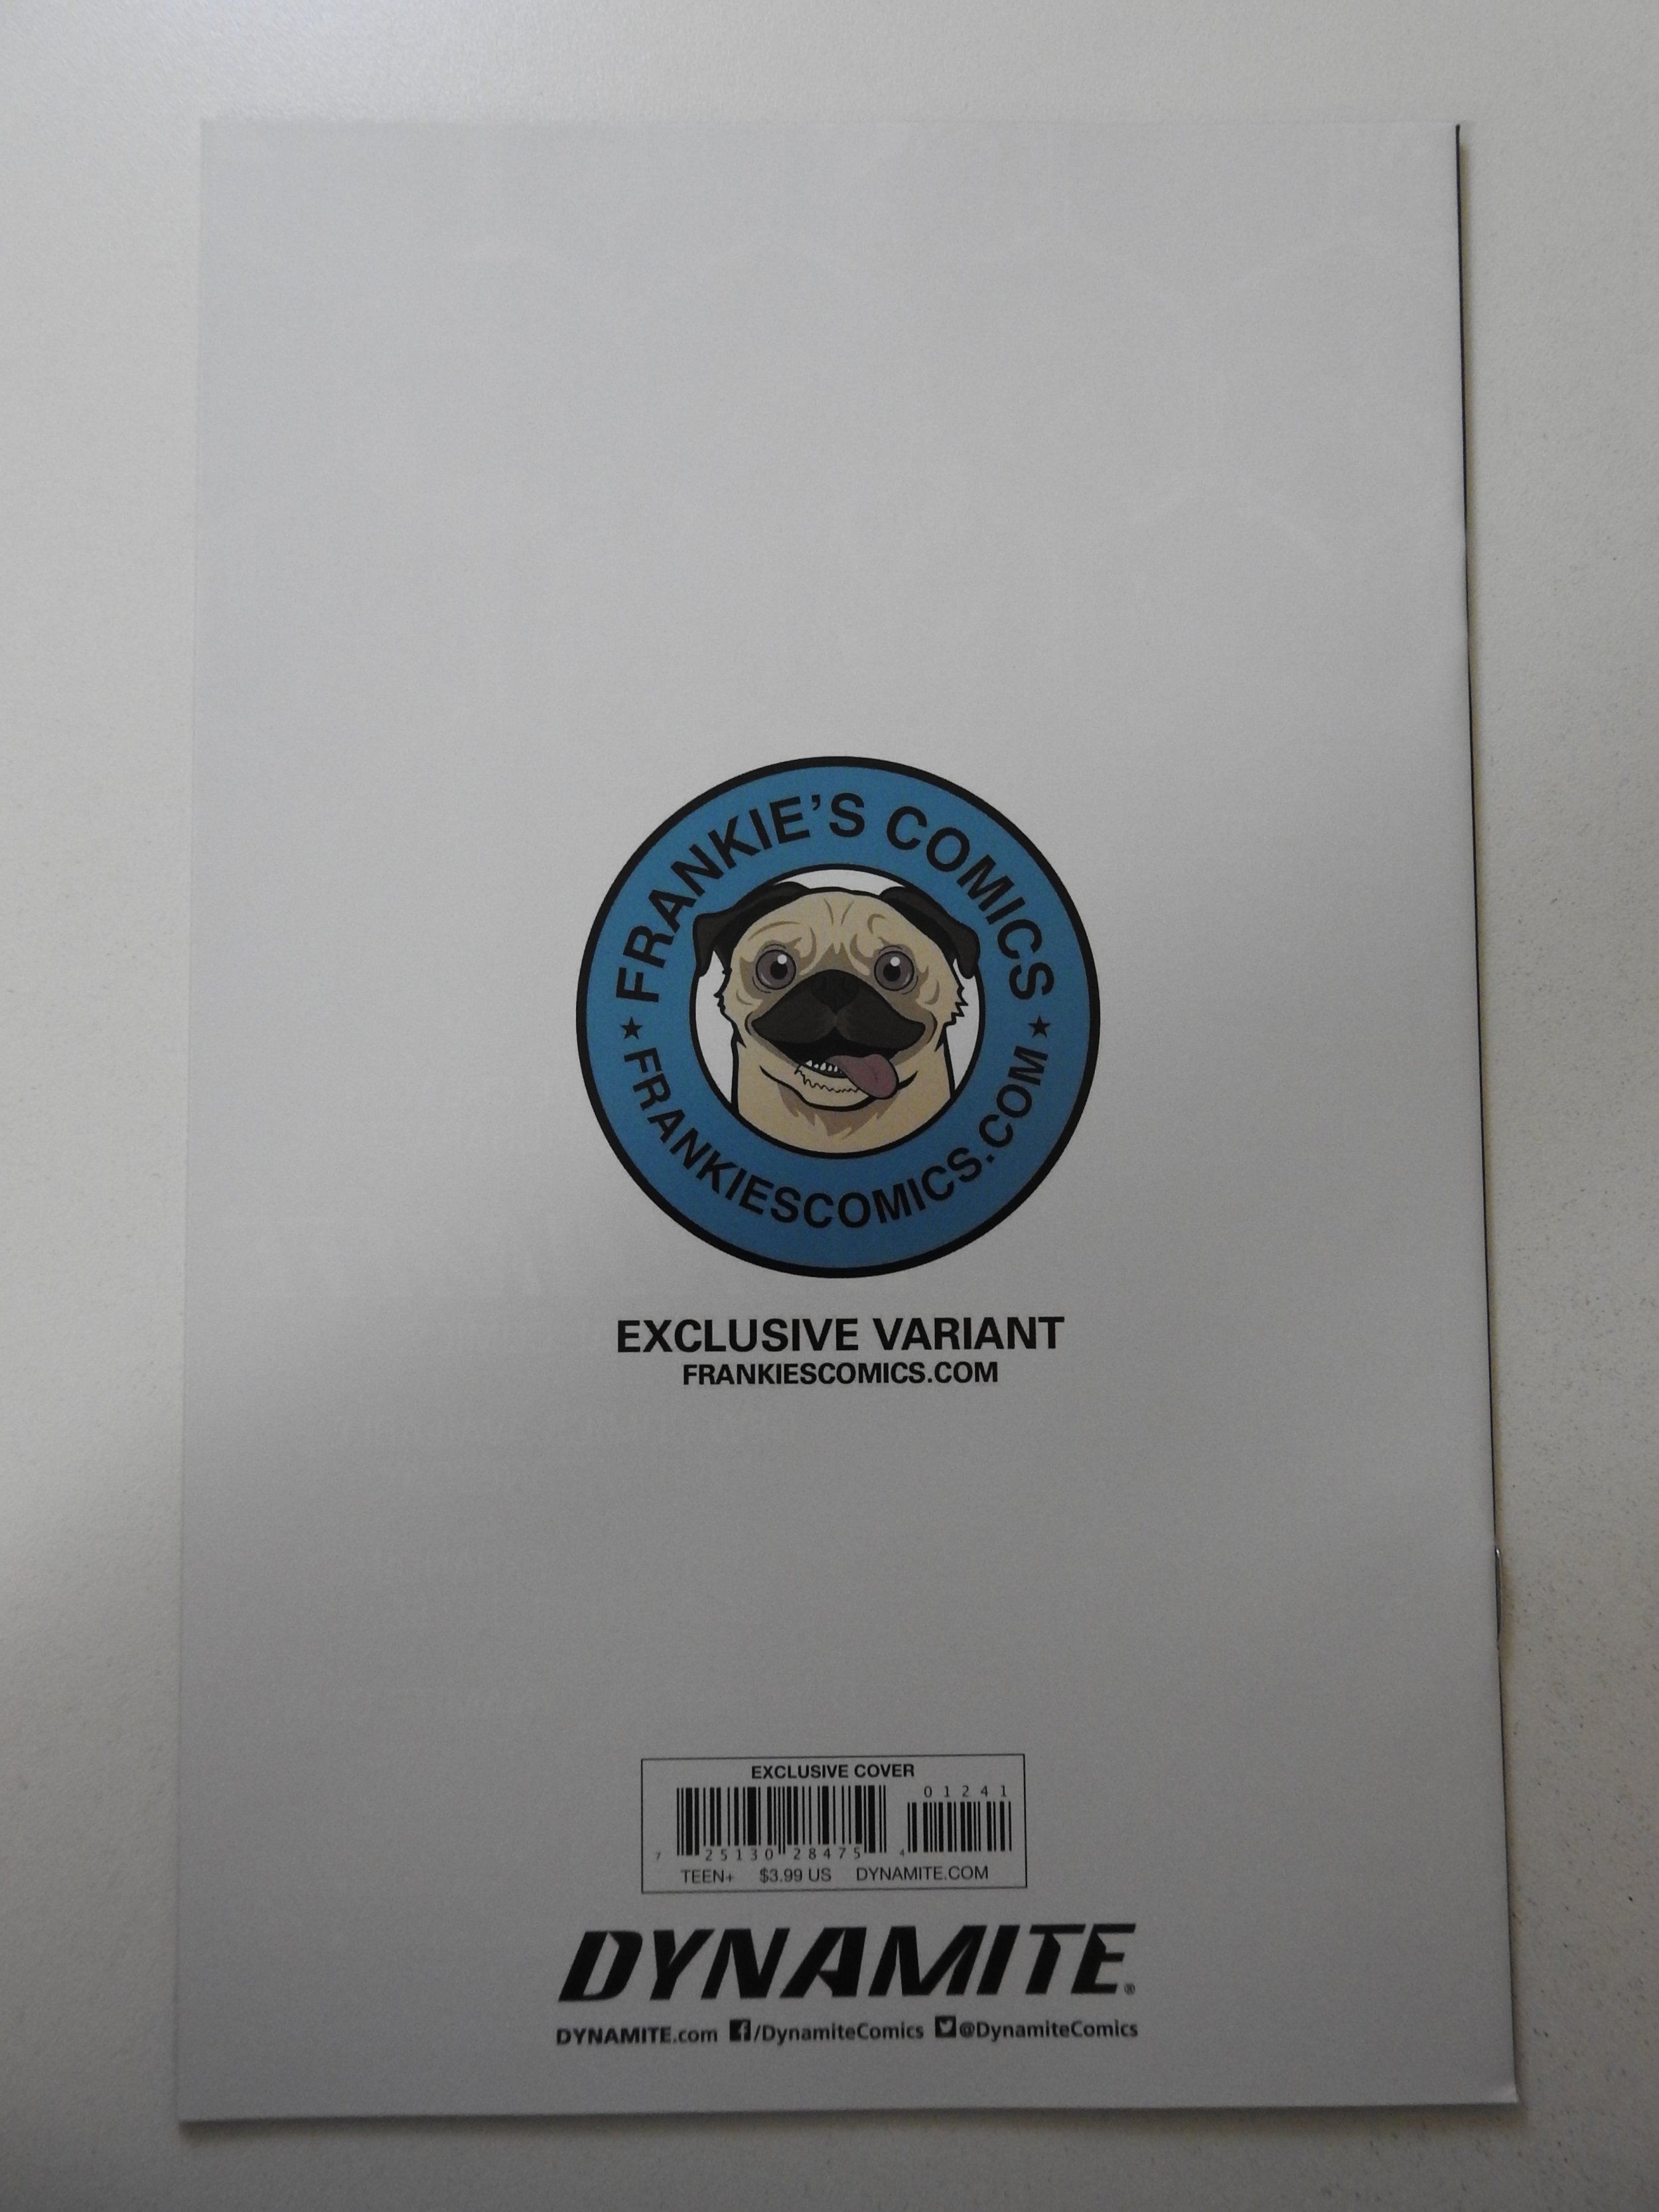 FRANKIE'S COMICS
★ FRANKIESCOMICS.COM ★
EXCLUSIVE VARIANT
FRANKIESCOMICS.COM
EXCLUSIVE COVER
01241
7 25130 28475 4
TEEN+ $3.99 US DYNAMITE.COM
DYNAMITE®
DYNAMITE.com f/DynamiteComics @DynamiteComics